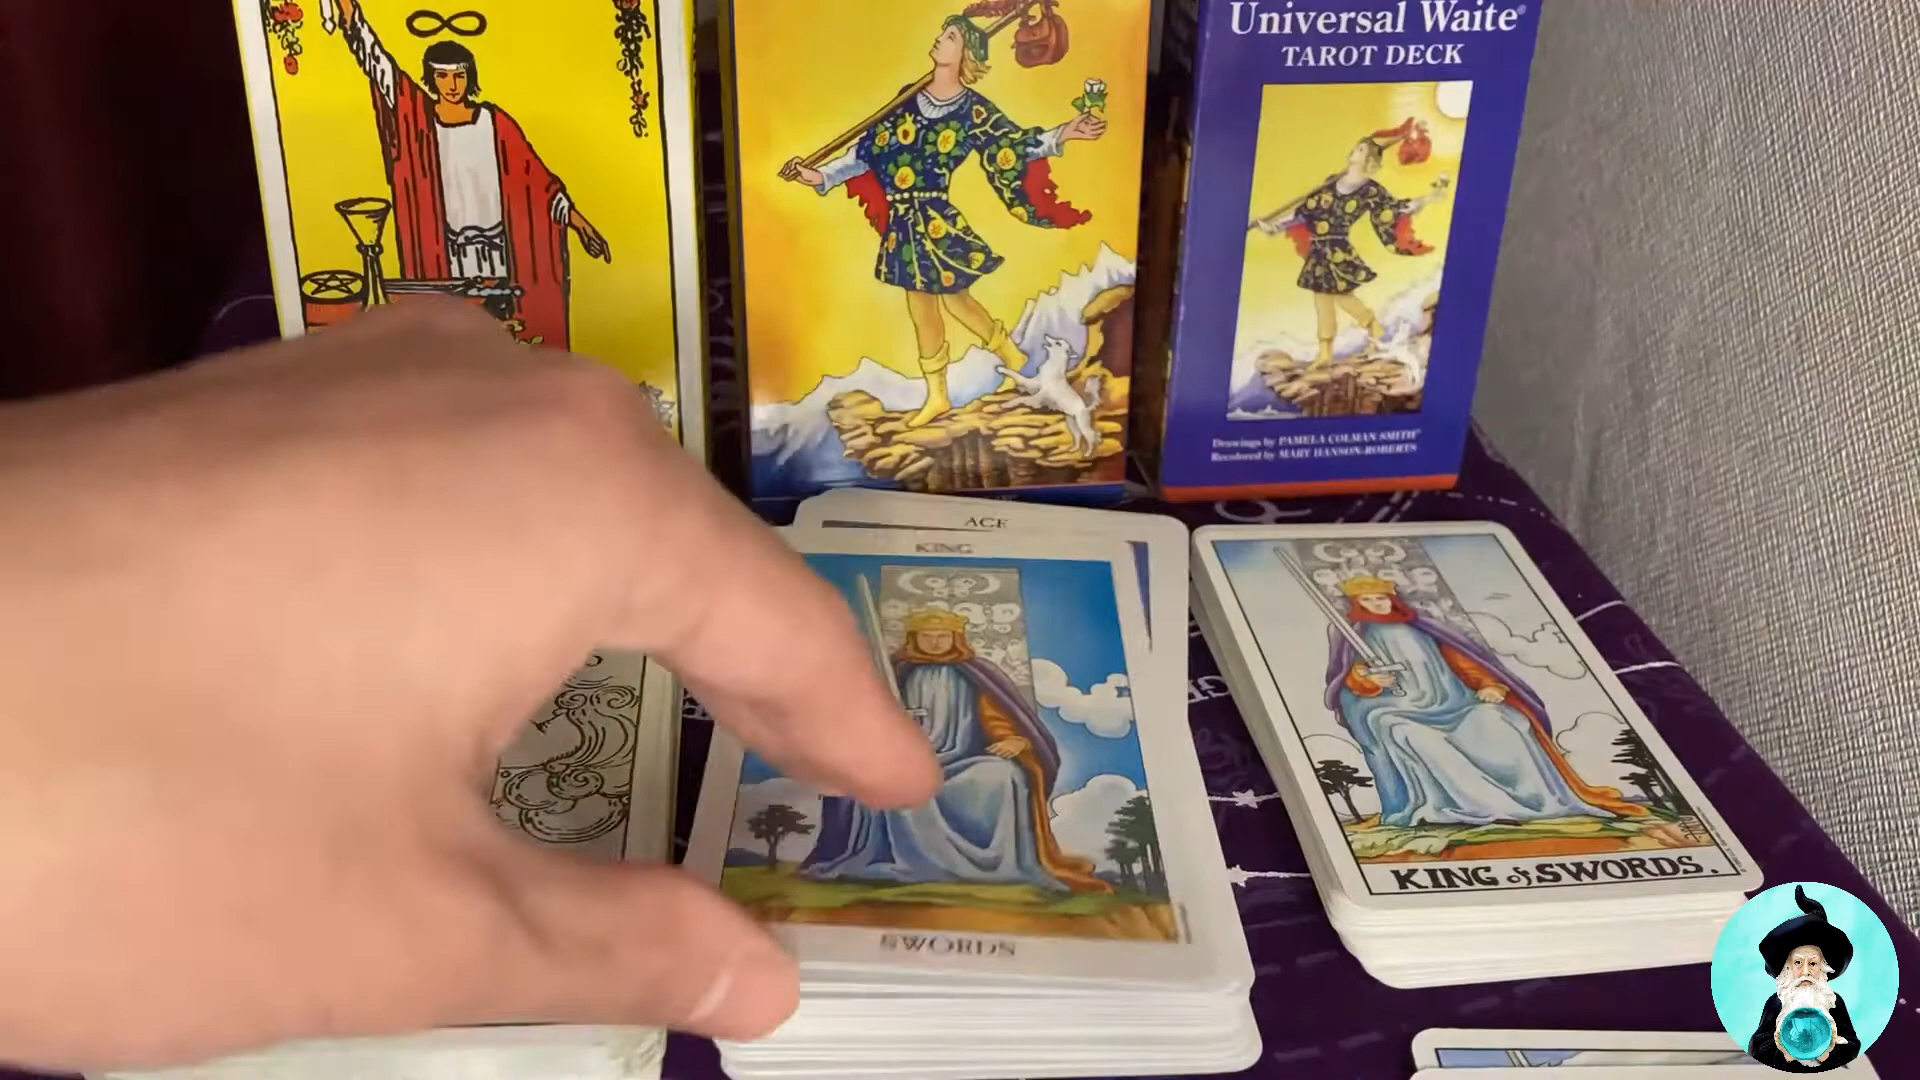 Universal Waite®
TAROT DECK
Drawings by PAMELA COLMAN SMITH
Recolored by MARY HANSON-ROBERTS
ACE
KING
SWORDS
KING of SWORDS.